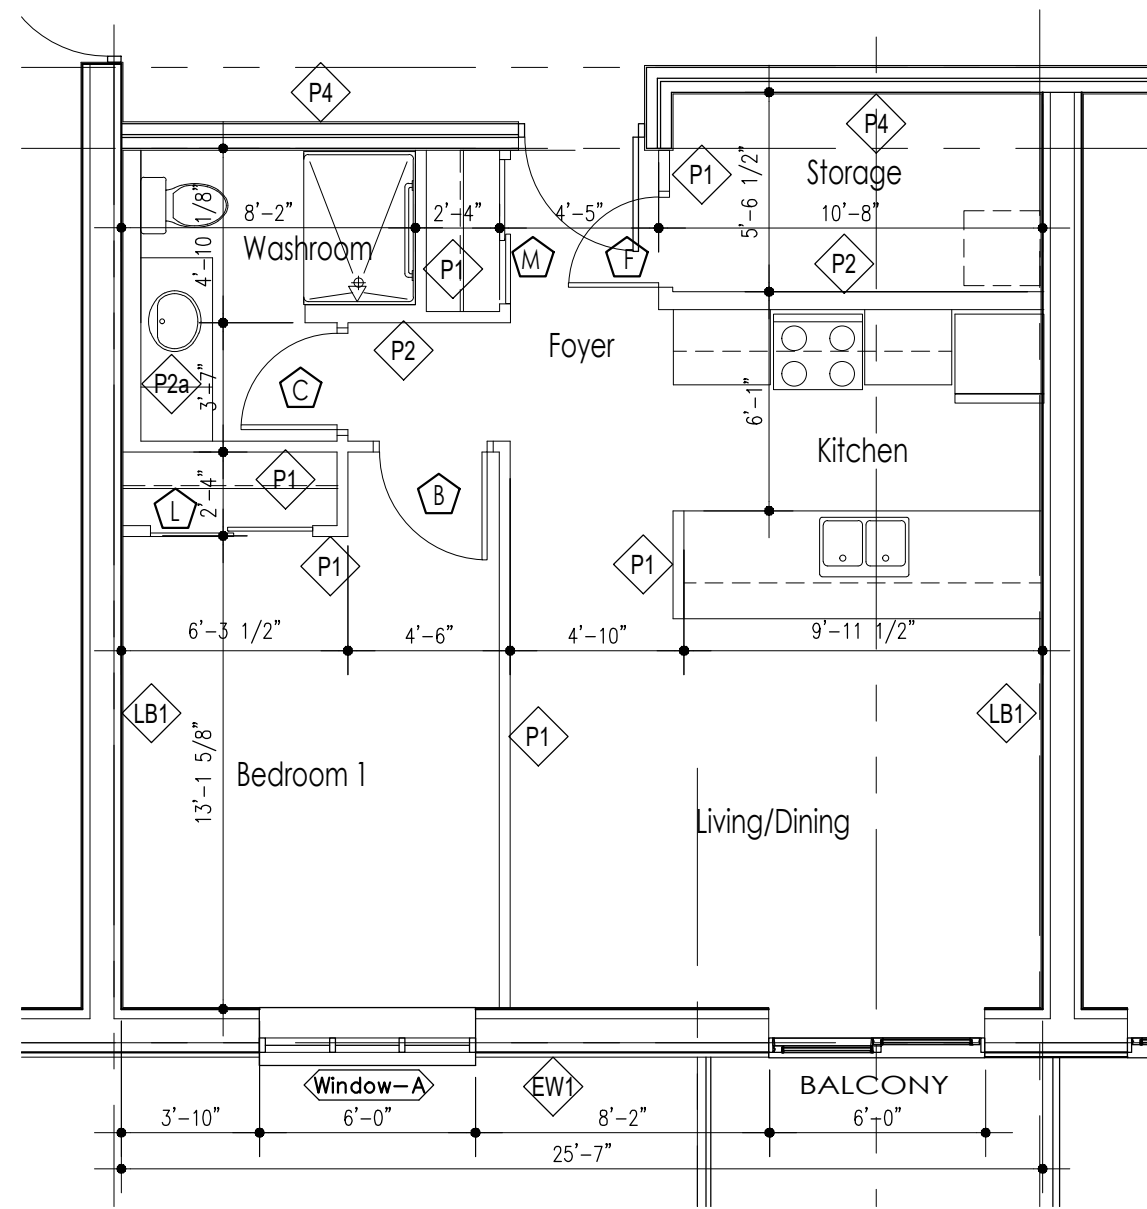 P4
P4
P1
Storage
5'-6 1/2"
4'-10 1/8"
8'-2"
2'-4"
4'-5"
10'-8"
Washroom
P1
M
F
P2
Foyer
P2
P2a
C
3'-7"
6'-1"
Kitchen
P1
L
2'-4"
B
P1
P1
6'-3 1/2"
4'-6"
4'-10"
9'-11 1/2"
LB1
P1
LB1
13'-1 5/8"
Bedroom 1
Living/Dining
Window-A
EW1
BALCONY
3'-10"
6'-0"
8'-2"
6'-0"
25'-7"